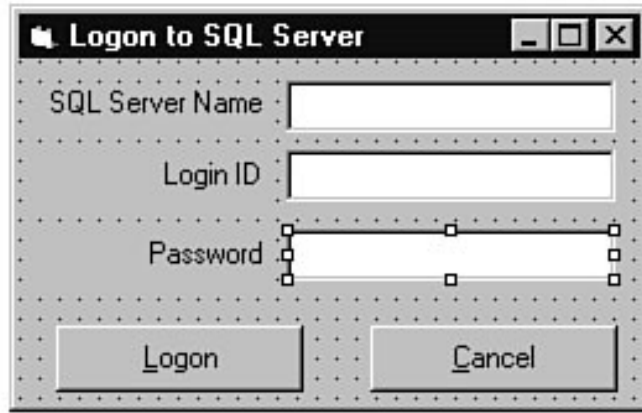 Logon to SQL Server
SQL Server Name
Login ID
Password
Logon
Cancel